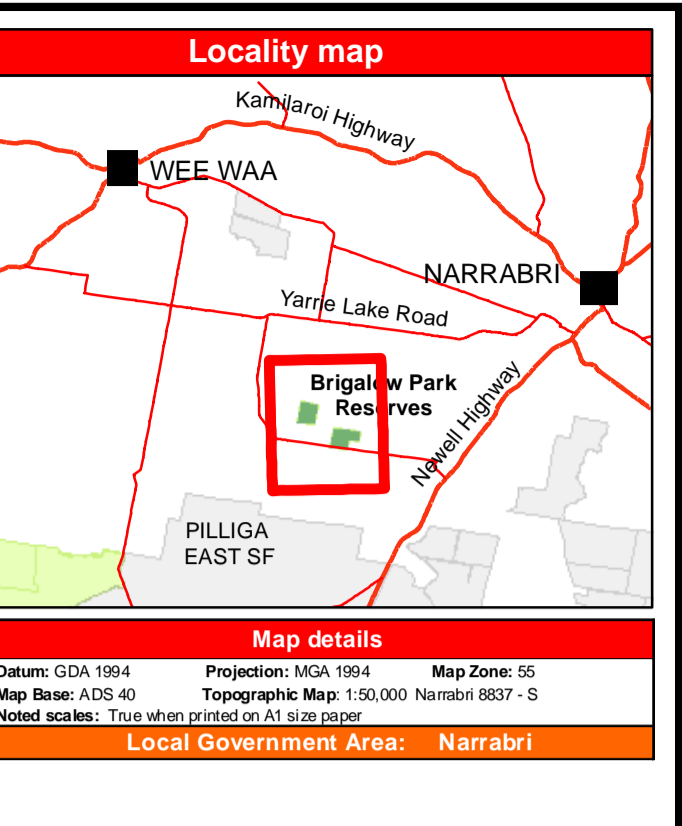 Locality map
Kamilaroi Highway
WEE WAA
NARRABRI
Yarrie Lake Road
Brigalow Park
Reserves
Newell Highway
PILLIGA
EAST SF
Map details
Datum: GDA 1994 Projection: MGA 1994 Map Zone: 55
Map Base: ADS 40 Topographic Map: 1:50,000 Narrabri 8837 - S
Noted scales: True when printed on A1 size paper
Local Government Area: Narrabri